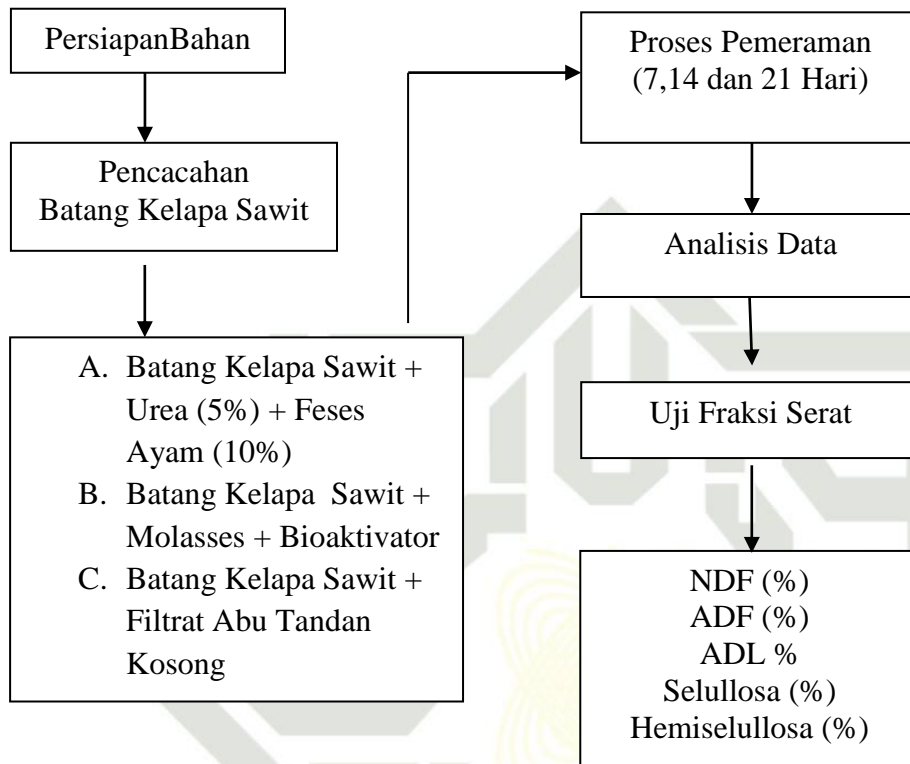 PersiapanBahan
Pencacahan
Batang Kelapa Sawit
A. Batang Kelapa Sawit +
Urea (5%) + Feses
Ayam (10%)
B. Batang Kelapa Sawit +
Molasses + Bioaktivator
C. Batang Kelapa Sawit +
Filtrat Abu Tandan
Kosong
Proses Pemeraman
(7,14 dan 21 Hari)
Analisis Data
Uji Fraksi Serat
NDF (%)
ADF (%)
ADL %
Selullosa (%)
Hemiselullosa (%)